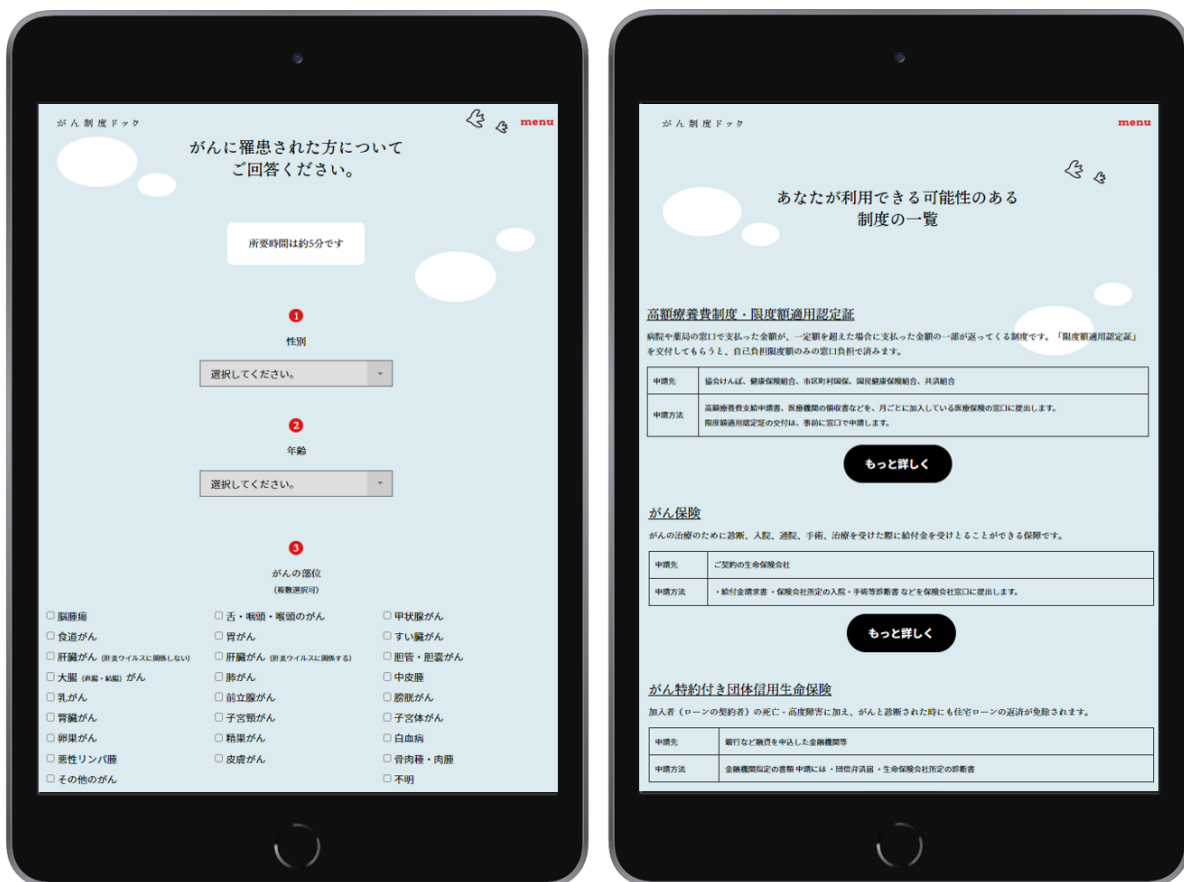 がん制度ドック
menu
がんに罹患された方について
ご回答ください。
所要時間は約5分です
1
性別
選択してください。
2
年齢
選択してください。
3
がんの部位
(複数選択可)
脳腫瘍 舌・咽頭・喉頭のがん 甲状腺がん
食道がん 胃がん すい臓がん
肝臓がん (肝炎ウイルスに関係しない) 肝臓がん (肝炎ウイルスに関係する) 胆管・胆嚢がん
大腸 (直腸・結腸) がん 肺がん 中皮腫
乳がん 前立腺がん 膀胱がん
腎臓がん 子宮頸がん 子宮体がん
卵巣がん 精巣がん 白血病
悪性リンパ腫 皮膚がん 骨肉種・肉腫
その他のがん 不明
がん制度ドック
menu
あなたが利用できる可能性のある
制度の一覧
高額療養費制度・限度額適用認定証
病院や薬局の窓口で支払った金額が、一定額を超えた場合に支払った金額の一部が返ってくる制度です。「限度額適用認定証」
を交付してもらうと、自己負担限度額のみの窓口負担で済みます。
申請先 協会けんぽ、健康保険組合、市区町村国保、国民健康保険組合、共済組合
申請方法 高額療養費支給申請書、医療機関の領収書などを、月ごとに加入している医療保険の窓口に提出します。
限度額適用認定証の交付は、事前に窓口で申請します。
もっと詳しく
がん保険
がんの治療のために診断、入院、通院、手術、治療を受けた際に給付金を受けとることができる保障です。
申請先 ご契約の生命保険会社
申請方法 ・給付金請求書 ・保険会社所定の入院・手術等診断書 などを保険会社窓口に提出します。
もっと詳しく
がん特約付き団体信用生命保険
加入者（ローンの契約者）の死亡・高度障害に加え、がんと診断された時にも住宅ローンの返済が免除されます。
申請先 銀行など融資を申込した金融機関等
申請方法 金融機関指定の書類 申請には ・団信弁済届 ・生命保険会社所定の診断書